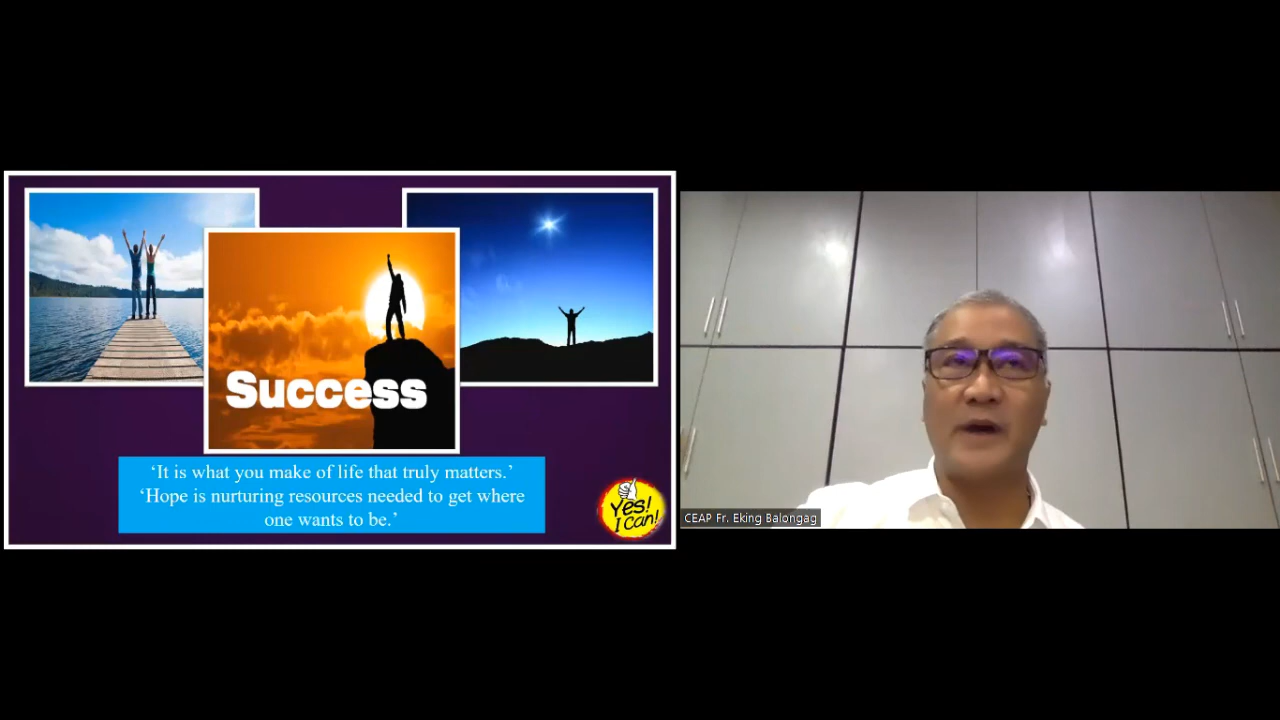 Success
‘It is what you make of life that truly matters.’
‘Hope is nurturing resources needed to get where
one wants to be.’
Yes!
I can!
CEAP Fr. Eking Balongag